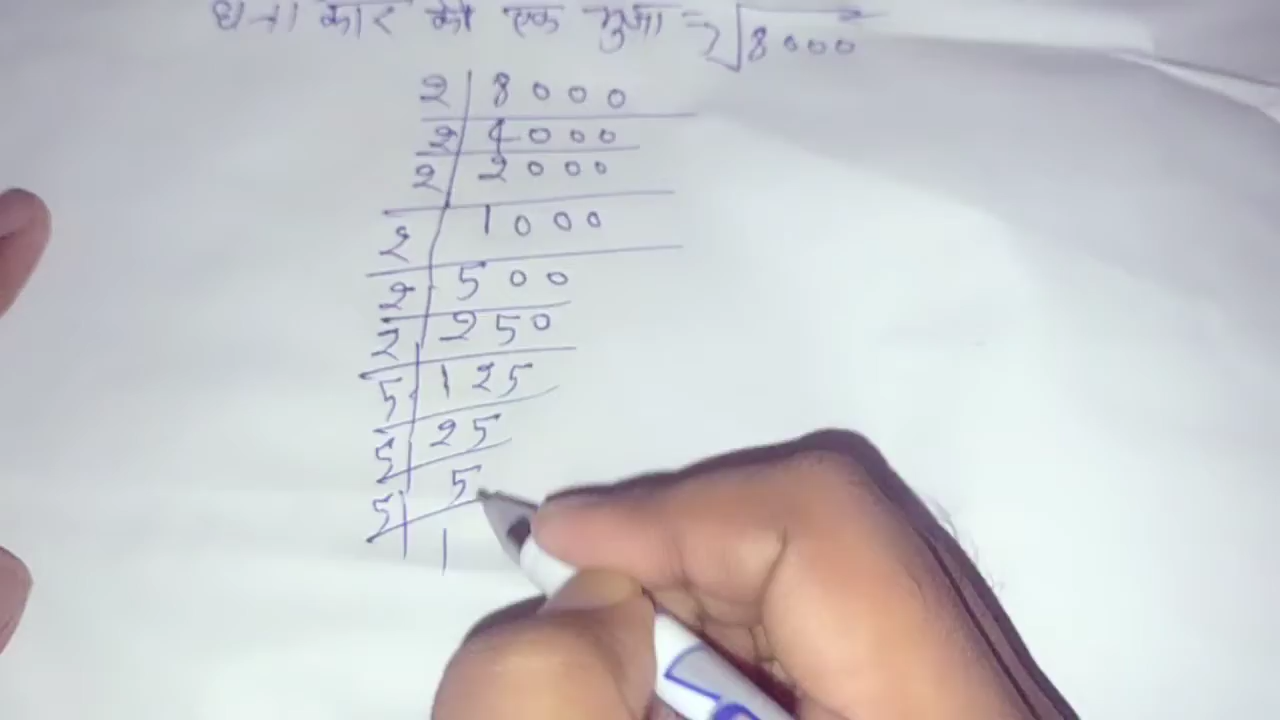 घनाकार की एक भुजा = ∛8000
2 | 8000
2 | 4000
2 | 2000
2 | 1000
2 | 500
2 | 250
5 | 125
5 | 25
5 | 5
1